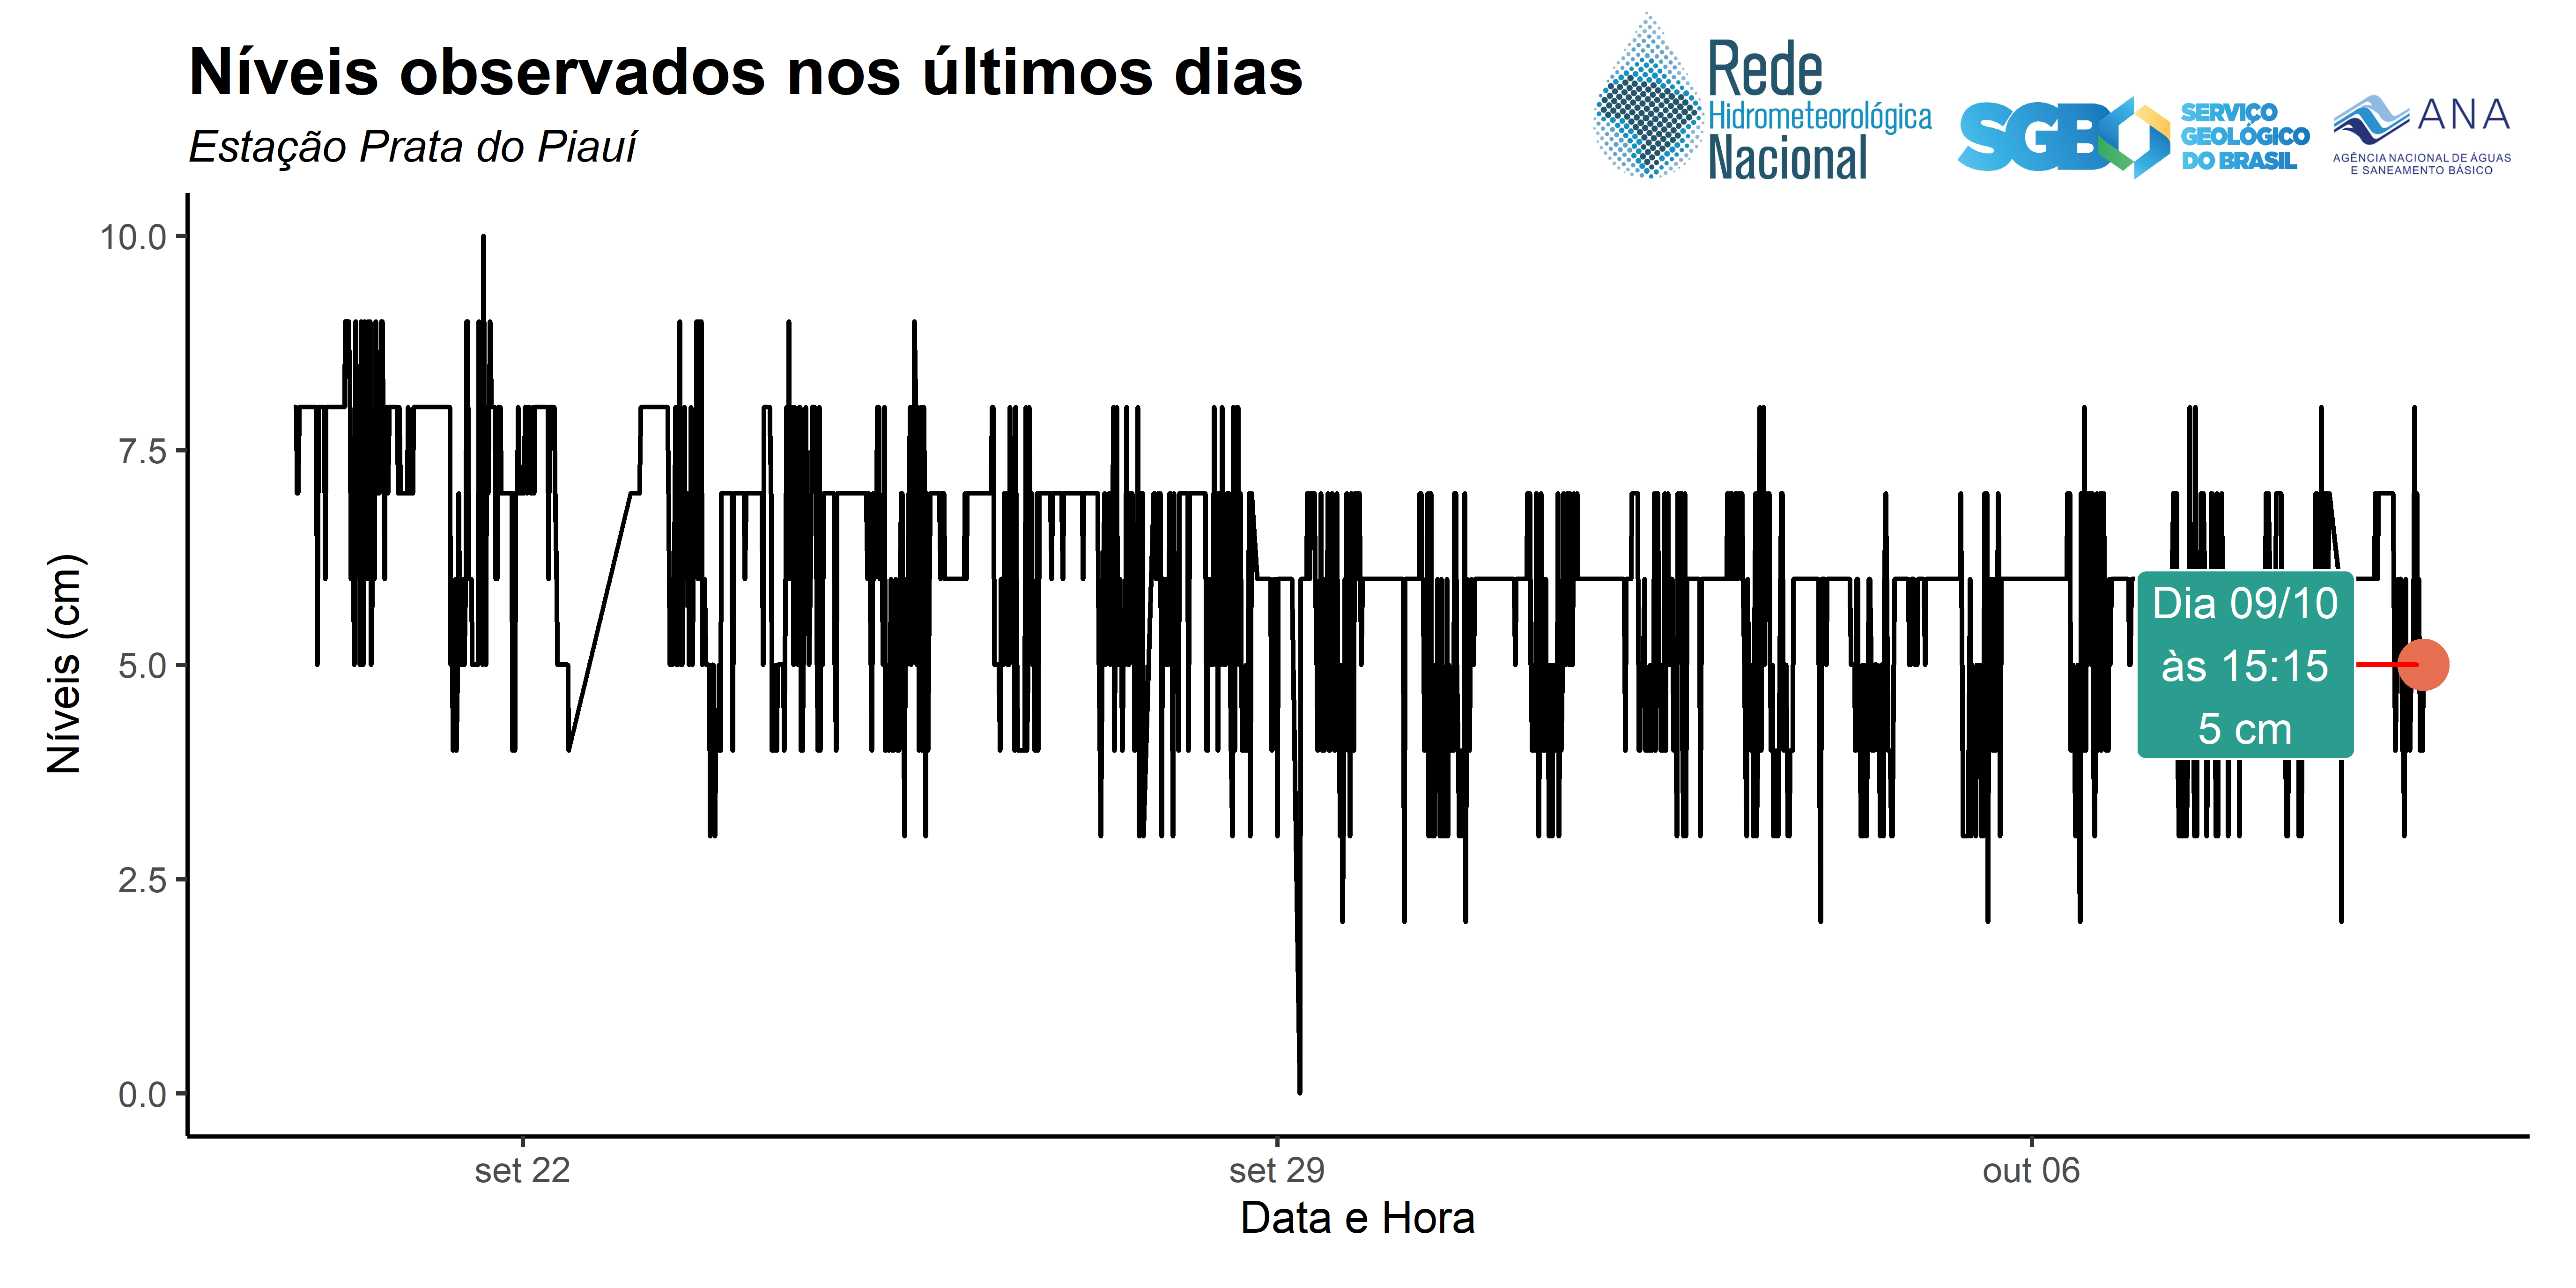 Níveis observados nos últimos dias
Estação Prata do Piauí
Rede
Hidrometeorológica
Nacional
SGB
SERVIÇO
GEOLÓGICO
DO BRASIL
ANA
AGÊNCIA NACIONAL DE ÁGUAS
E SANEAMENTO BÁSICO
10.0
7.5
5.0
2.5
0.0
Níveis (cm)
Dia 09/10
às 15:15
5 cm
set 22
set 29
out 06
Data e Hora